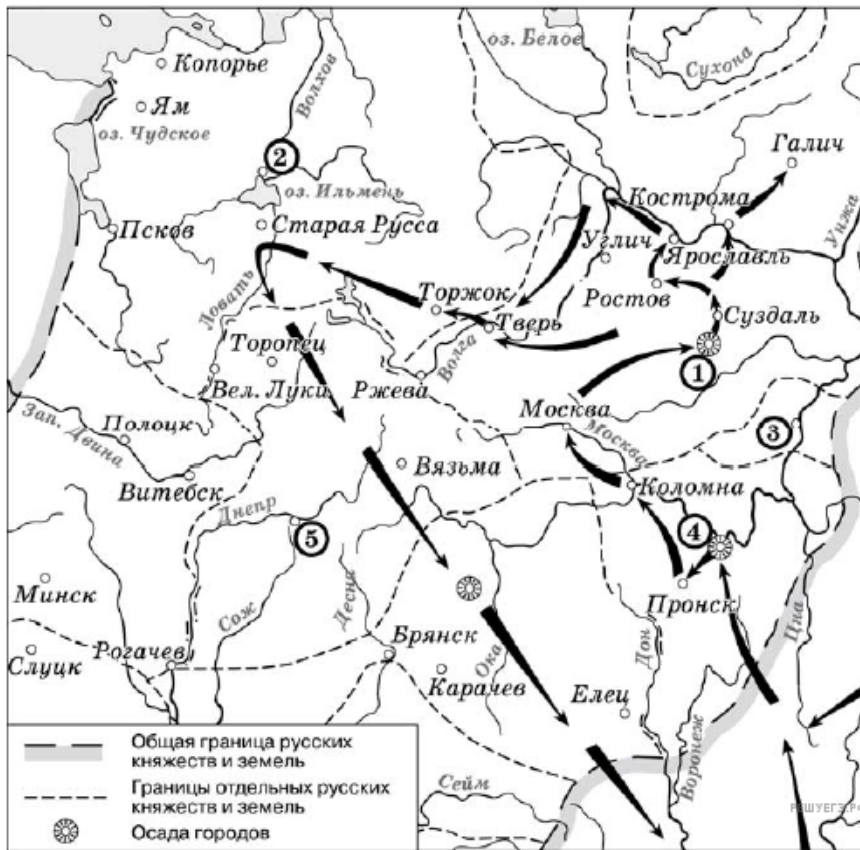 оз. Белое
Сухона
Копорье
Волхов
Ям
оз. Чудское
Галич
2
оз. Ильмень
Кострома
Унжа
Псков
Старая Русса
Углич
Ярославль
Ростов
Ловать
Торжок
Тверь
Суздаль
Торопец
Волга
1
Вел. Луки
Ржева
Зап. Двина
Полоцк
Москва
Москва
3
Витебск
Вязьма
Коломна
Днепр
5
4
Минск
Сож
Десна
Пронск
Цна
Слуцк
Рогачев
Брянск
Ока
Дон
Карачев
Елец
Воронеж
Общая граница русских
княжеств и земель
Сейм
Границы отдельных русских
княжеств и земель
РЕШУЕГЭ.РФ
Осада городов